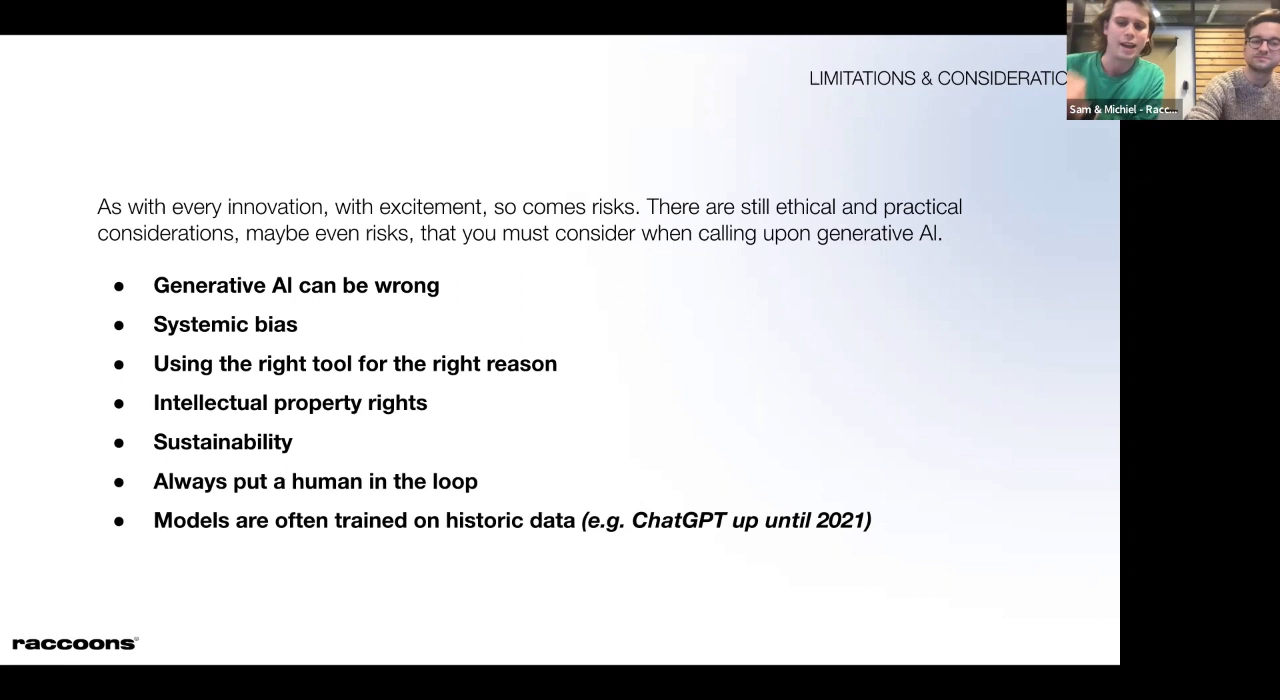 LIMITATIONS & CONSIDERATIO
Sam & Michiel - Racc...
As with every innovation, with excitement, so comes risks. There are still ethical and practical
considerations, maybe even risks, that you must consider when calling upon generative AI.
● Generative AI can be wrong
● Systemic bias
● Using the right tool for the right reason
● Intellectual property rights
● Sustainability
● Always put a human in the loop
● Models are often trained on historic data (e.g. ChatGPT up until 2021)
raccoons®